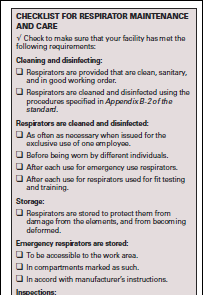 CHECKLIST FOR RESPIRATOR MAINTENANCE
AND CARE
√ Check to make sure that your facility has met the
following requirements:
Cleaning and disinfecting:
❑ Respirators are provided that are clean, sanitary,
and in good working order.
❑ Respirators are cleaned and disinfected using the
procedures specified in Appendix B-2 of the
standard.
Respirators are cleaned and disinfected:
❑ As often as necessary when issued for the
exclusive use of one employee.
❑ Before being worn by different individuals.
❑ After each use for emergency use respirators.
❑ After each use for respirators used for fit testing
and training.
Storage:
❑ Respirators are stored to protect them from
damage from the elements, and from becoming
deformed.
Emergency respirators are stored:
❑ To be accessible to the work area.
❑ In compartments marked as such.
❑ In accord with manufacturer's instructions.
Inspections: